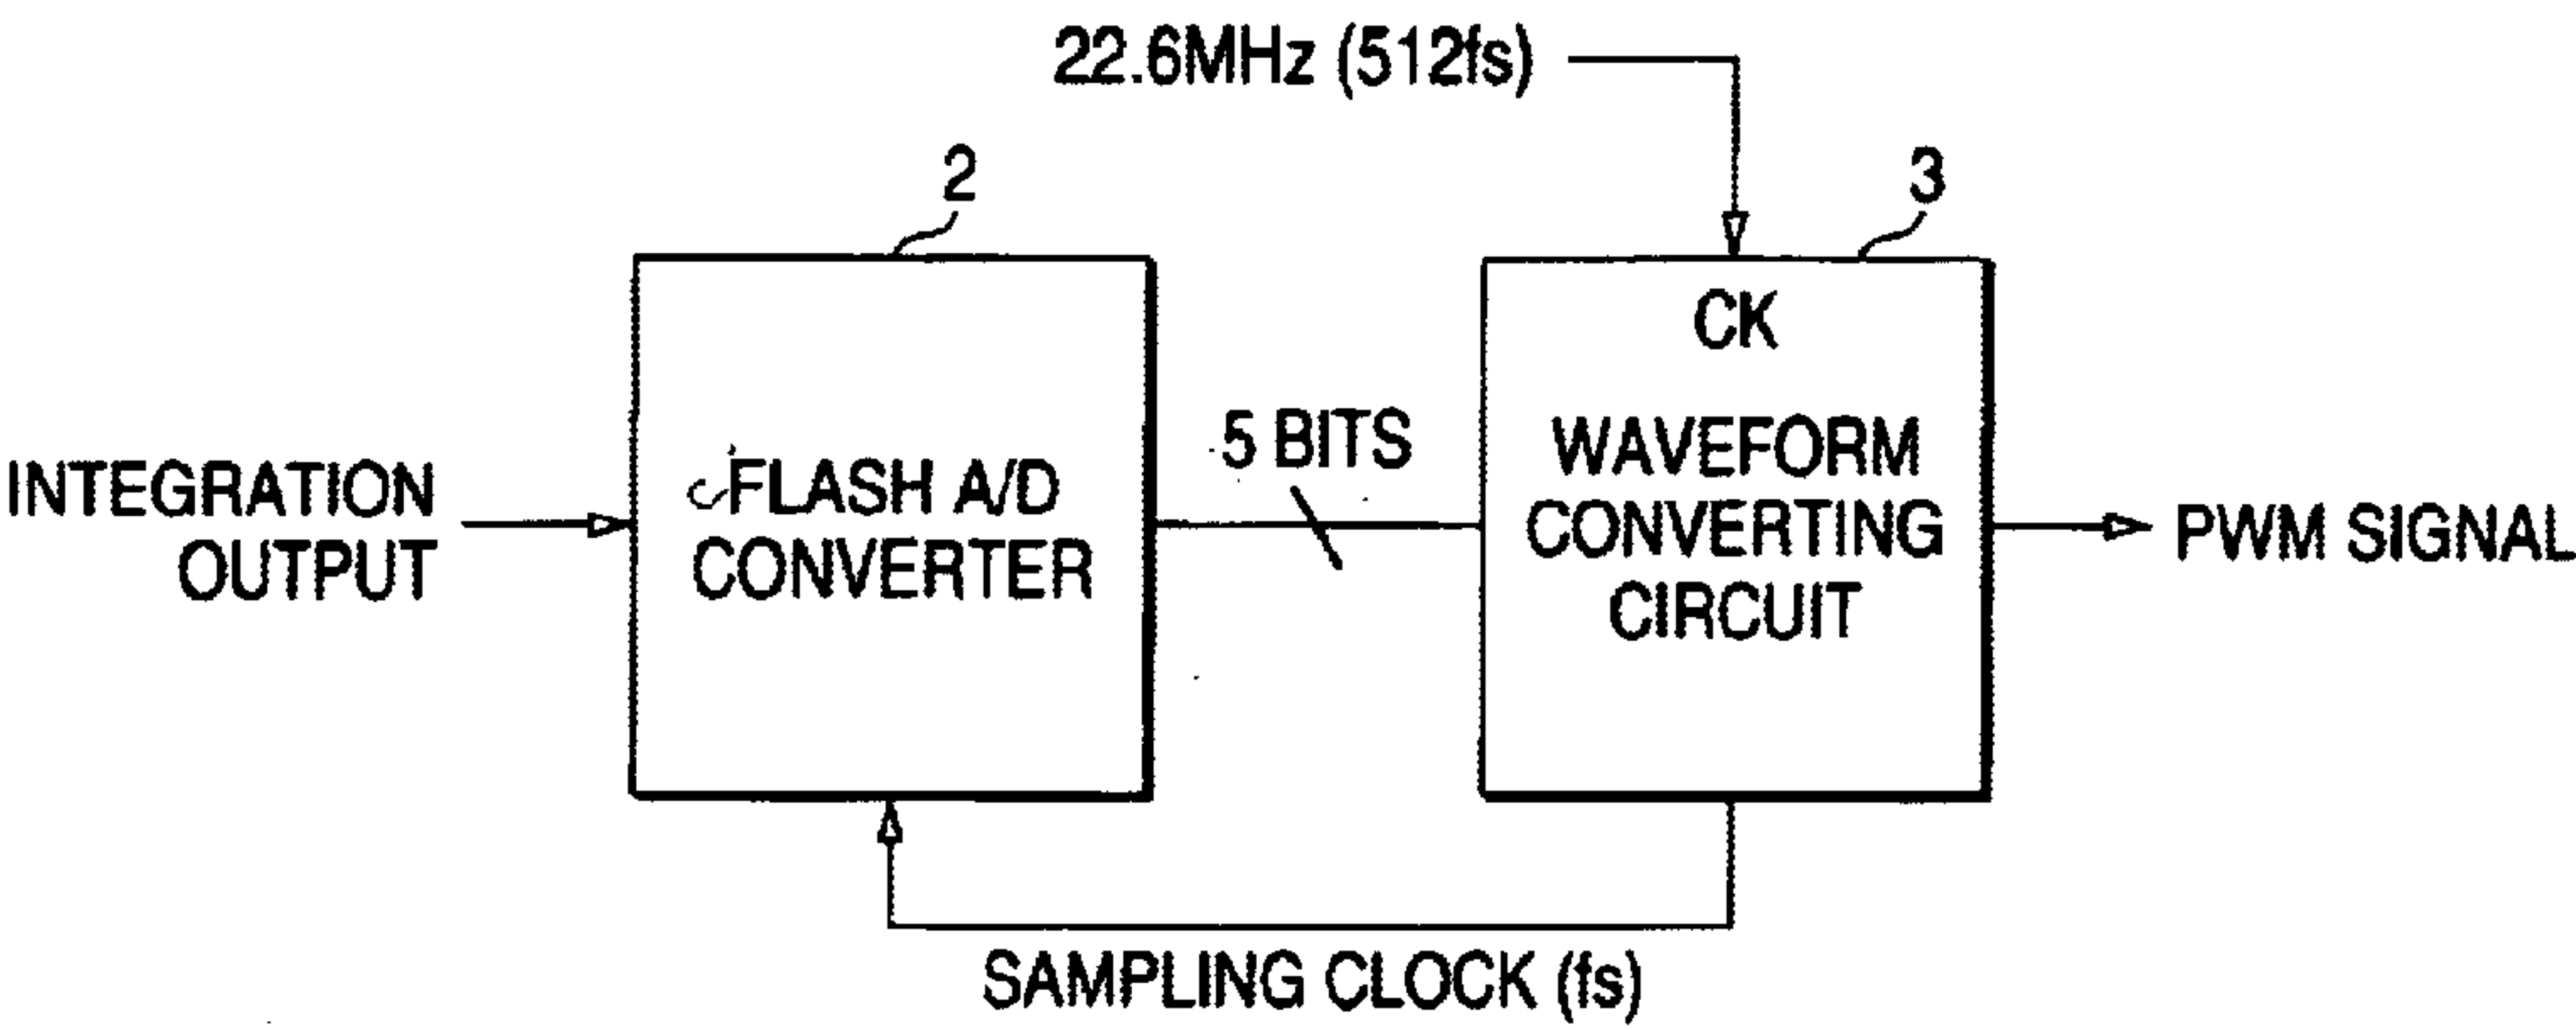 22.6MHz (512fs)
2
3
CK
INTEGRATION
OUTPUT
FLASH A/D
CONVERTER
5 BITS
WAVEFORM
CONVERTING
CIRCUIT
PWM SIGNAL
SAMPLING CLOCK (fs)